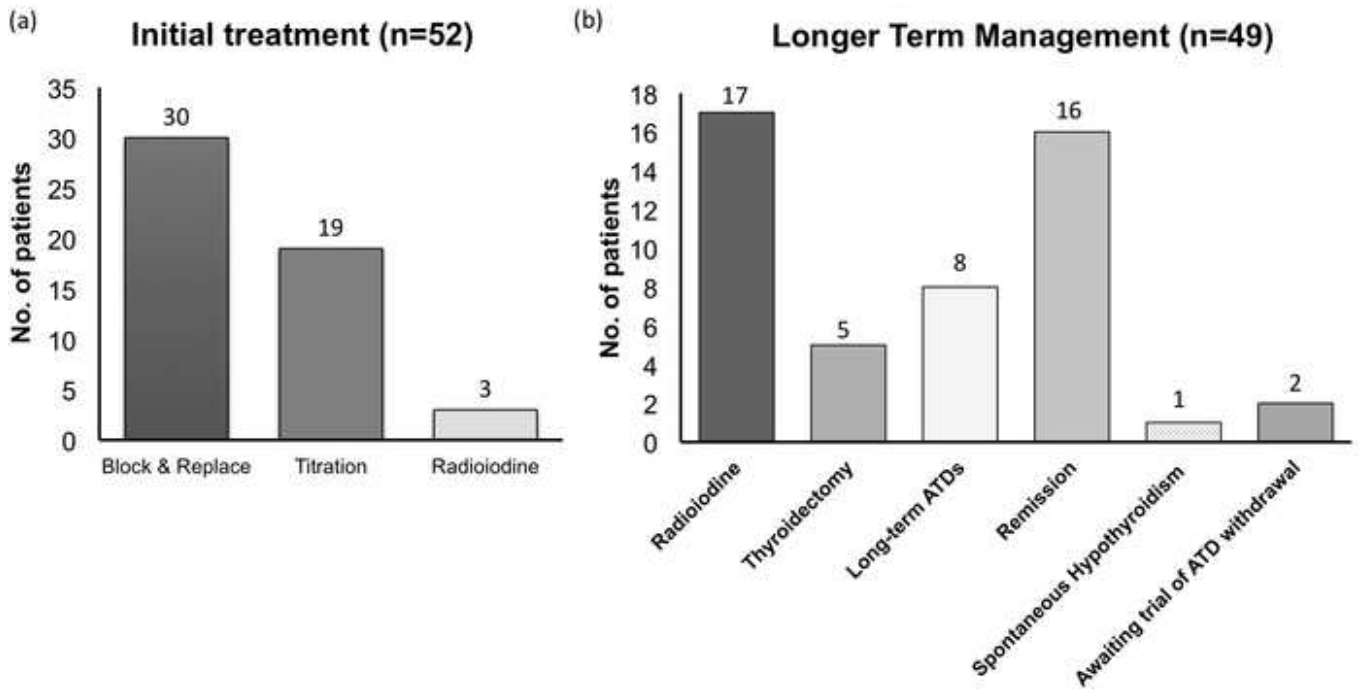 (a)
Initial treatment (n=52)
No. of patients
35
30
25
20
15
10
5
0
30
19
3
Block & Replace
Titration
Radioiodine
(b)
Longer Term Management (n=49)
No. of patients
18
16
14
12
10
8
6
4
2
0
17
5
8
16
1
2
Radioiodine
Thyroidectomy
Long-term ATDs
Remission
Spontaneous Hypothyroidism
Awaiting trial of ATD withdrawal